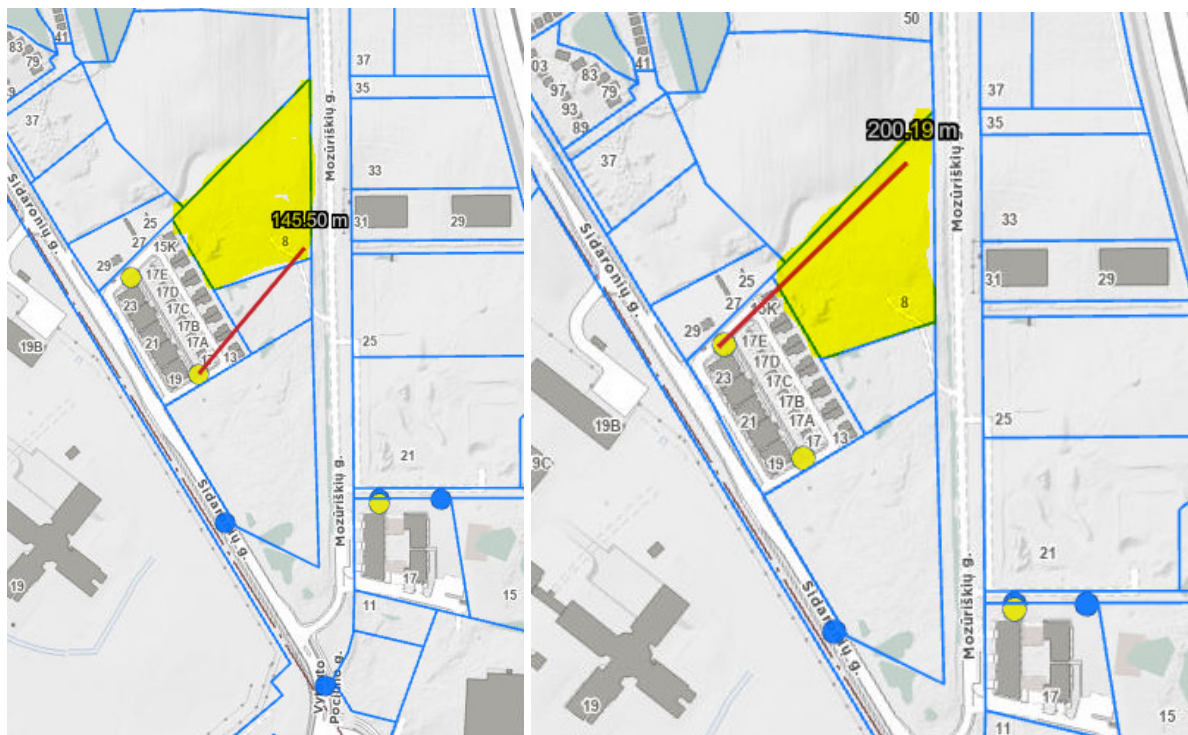 41
83
79
37
37
35
Mozūriškių g.
33
Sidaronių g.
31
29
145.50 m
8
25
27
15K
29
17E
17D
23
17C
17B
21
17A
17
13
19
19B
25
21
Mozūriškių g.
Sidaronių g.
17
19
11
15
Vytauto
Pociūno g.
50
41
03
83
97
79
93
89
37
37
35
200.19 m
Mozūriškių g.
33
Sidaronių g.
31
29
25
27
15K
8
29
17E
17D
23
17C
17B
21
17A
17
13
19
19B
9C
25
21
Mozūriškių g.
Sidaronių g.
17
19
11
15